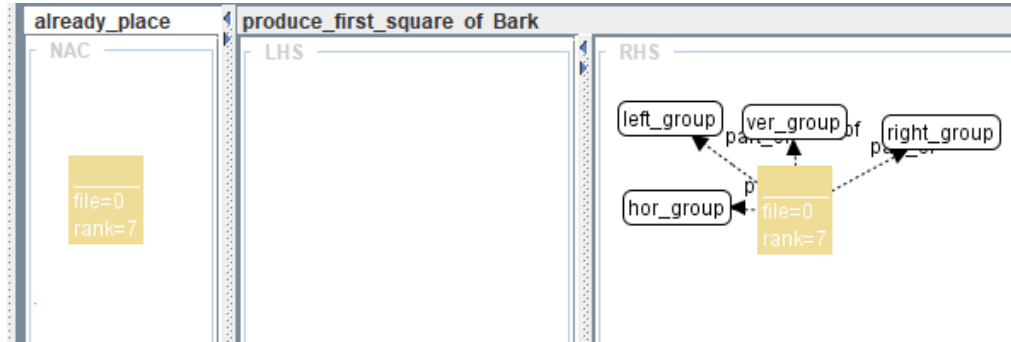 already_place
produce_first_square of Bark
NAC
LHS
RHS
left_group
ver_group
right_group
hor_group
file=0
rank=7
file=0
rank=7